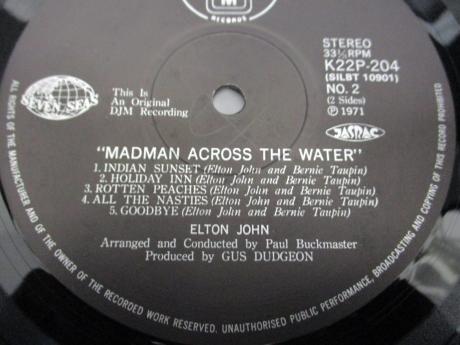 M
RECORDS
STEREO
33⅓RPM
K22P-204
(SILBT 10901)
NO. 2
(2 Sides)
Ⓟ 1971
JASRAC
SEVEN SEAS
This Is
An Original
DJM Recording
"MADMAN ACROSS THE WATER"
1. INDIAN SUNSET (Elton John and Bernie Taupin)
2. HOLIDAY INN (Elton John and Bernie Taupin)
3. ROTTEN PEACHES (Elton John and Bernie Taupin)
4. ALL THE NASTIES (Elton John and Bernie Taupin)
5. GOODBYE (Elton John and Bernie Taupin)
ELTON JOHN
Arranged and Conducted by Paul Buckmaster
Produced by GUS DUDGEON
ALL RIGHTS OF THE MANUFACTURER AND OF THE OWNER OF THE RECORDED WORK RESERVED. UNAUTHORISED PUBLIC PERFORMANCE, BROADCASTING AND COPYING OF THIS RECORD PROHIBITED